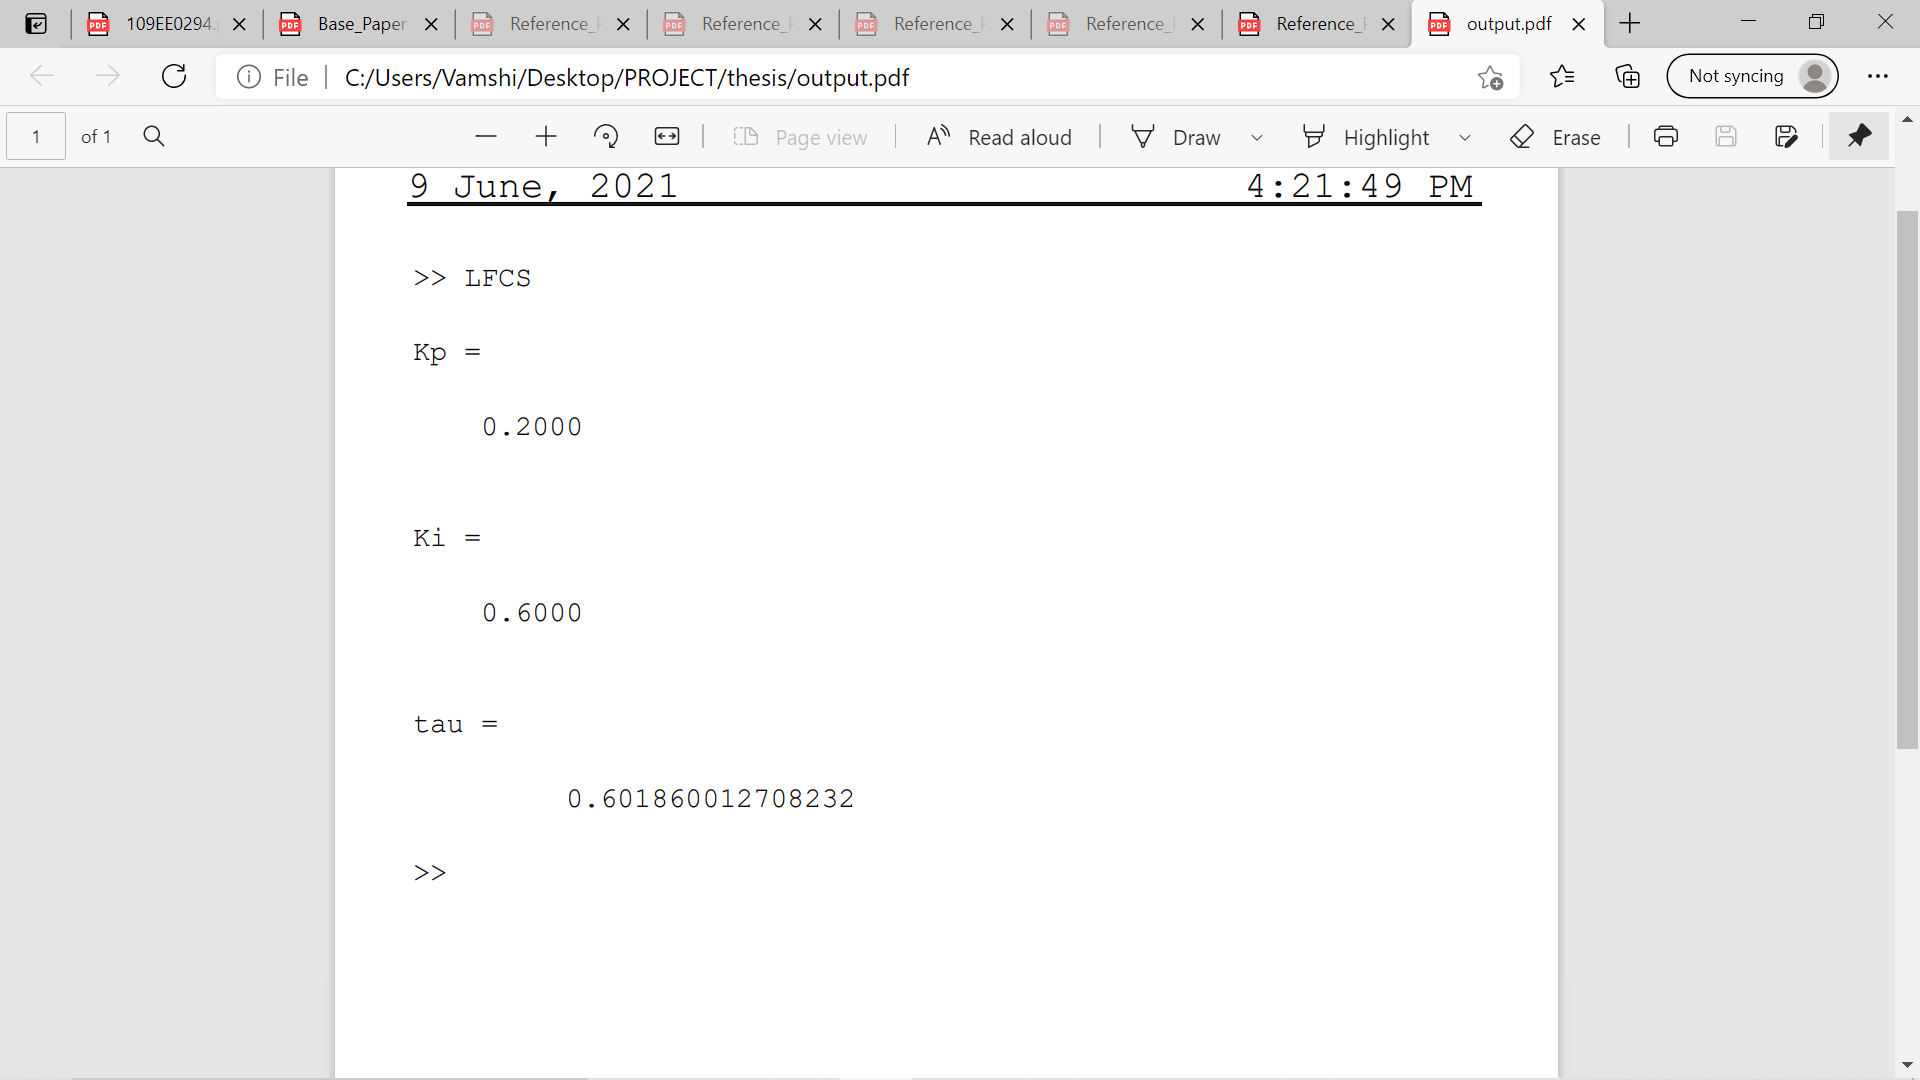 109EE0294. Base_Paper Reference_ Reference_ Reference_ Reference_ Reference_ output.pdf
File C:/Users/Vamshi/Desktop/PROJECT/thesis/output.pdf Not syncing
1 of 1 Page view Read aloud Draw Highlight Erase
9 June, 2021 4:21:49 PM
>> LFCS
Kp =
0.2000
Ki =
0.6000
tau =
0.601860012708232
>>